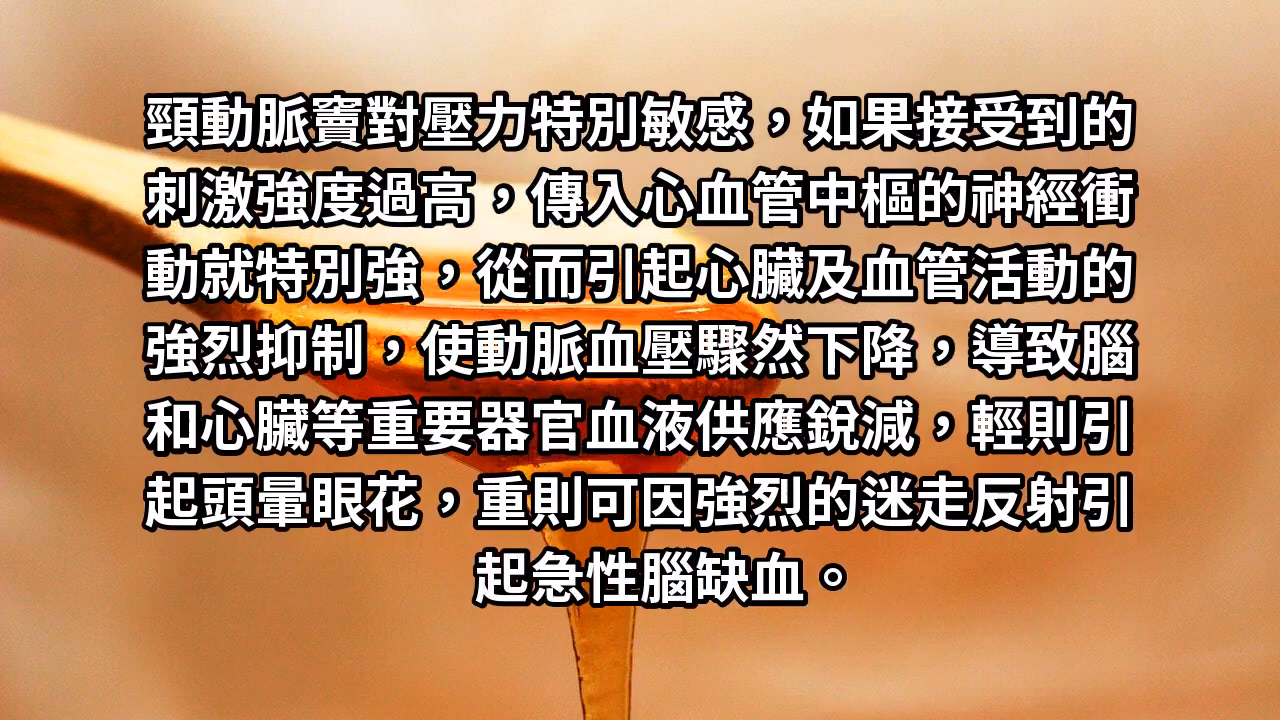 頸動脈竇對壓力特別敏感，如果接受到的
刺激強度過高，傳入心血管中樞的神經衝
動就特別強，從而引起心臟及血管活動的
強烈抑制，使動脈血壓驟然下降，導致腦
和心臟等重要器官血液供應銳減，輕則引
起頭暈眼花，重則可因強烈的迷走反射引
起急性腦缺血。